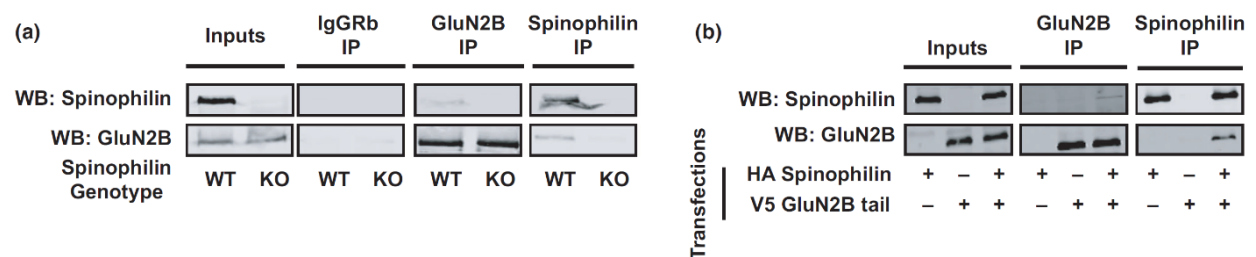 (a)
Inputs
IgGRb
IP
GluN2B
IP
Spinophilin
IP
WB: Spinophilin
WB: GluN2B
Spinophilin
Genotype
WT KO WT KO WT KO WT KO
(b)
Inputs
GluN2B
IP
Spinophilin
IP
WB: Spinophilin
WB: GluN2B
Transfections
HA Spinophilin + – + + – + + – +
V5 GluN2B tail – + + – + + – + +